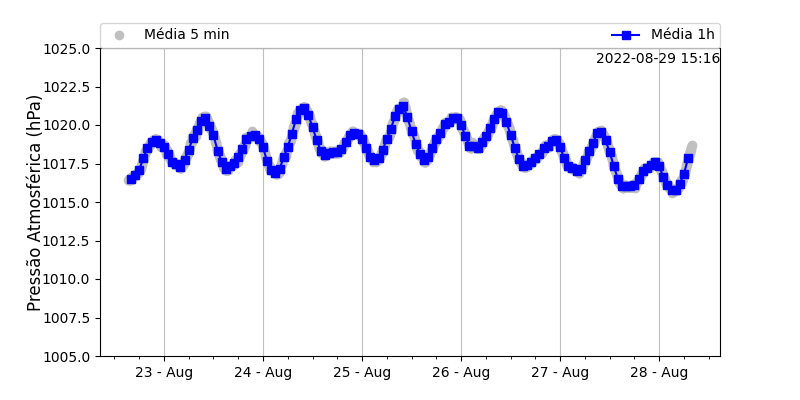 Média 5 min
Média 1h
2022-08-29 15:16
Pressão Atmosférica (hPa)
1025.0
1022.5
1020.0
1017.5
1015.0
1012.5
1010.0
1007.5
1005.0
23 - Aug
24 - Aug
25 - Aug
26 - Aug
27 - Aug
28 - Aug